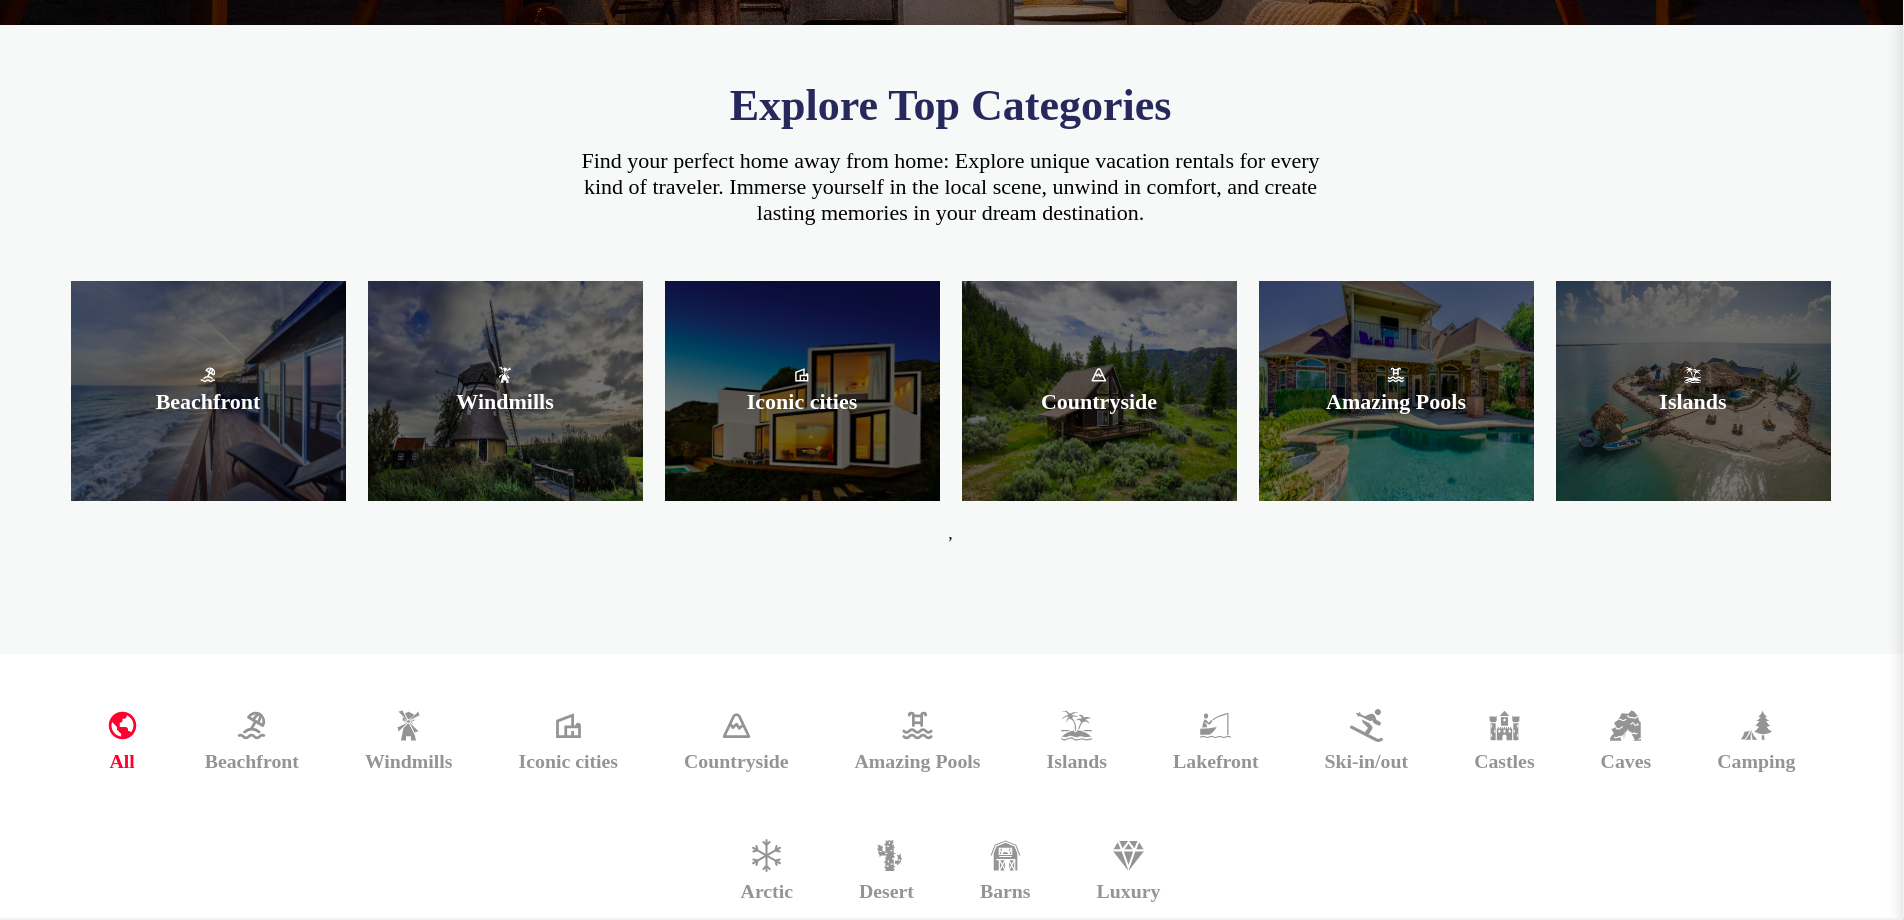 Explore Top Categories
Find your perfect home away from home: Explore unique vacation rentals for every
kind of traveler. Immerse yourself in the local scene, unwind in comfort, and create
lasting memories in your dream destination.
Beachfront
Windmills
Iconic cities
Countryside
Amazing Pools
Islands
,
All
Beachfront
Windmills
Iconic cities
Countryside
Amazing Pools
Islands
Lakefront
Ski-in/out
Castles
Caves
Camping
Arctic
Desert
Barns
Luxury